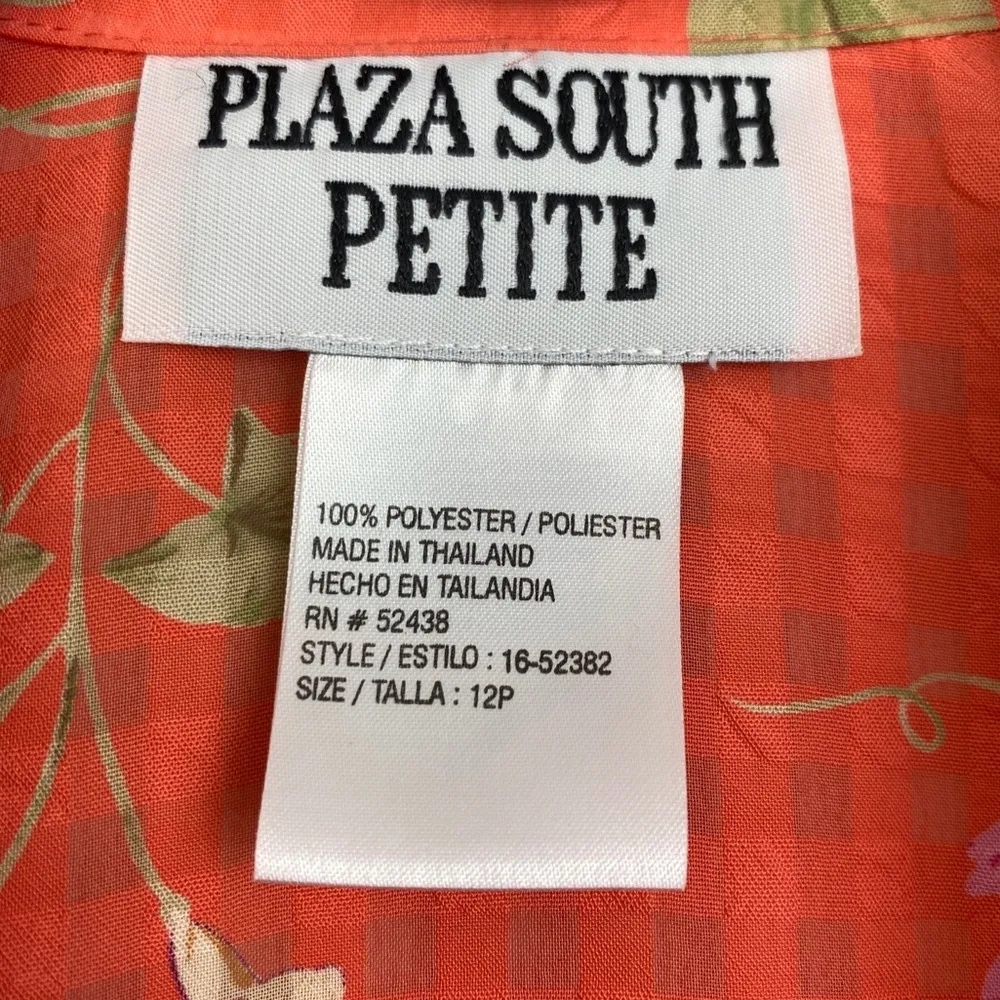 PLAZA SOUTH
PETITE
100% POLYESTER / POLIESTER
MADE IN THAILAND
HECHO EN TAILANDIA
RN # 52438
STYLE / ESTILO : 16-52382
SIZE / TALLA : 12P